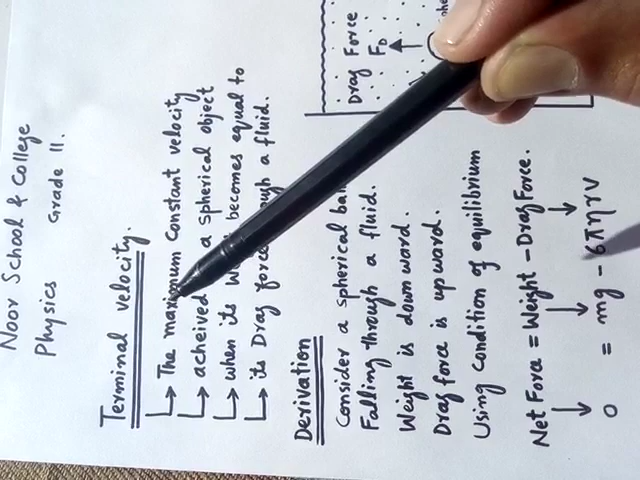 Noor School & College
Physics Grade 11.
Terminal velocity.
The maximum Constant velocity
acheived a spherical object
when its becomes equal to
its Drag force a fluid.
Derivation
Consider a spherical
Falling through a fluid.
Weight is downward.
Drag force is upward.
Using Condition of equilibrium
Net Force = Weight - Drag Force.
0 = mg - 6πηrv
Drag Force
FD